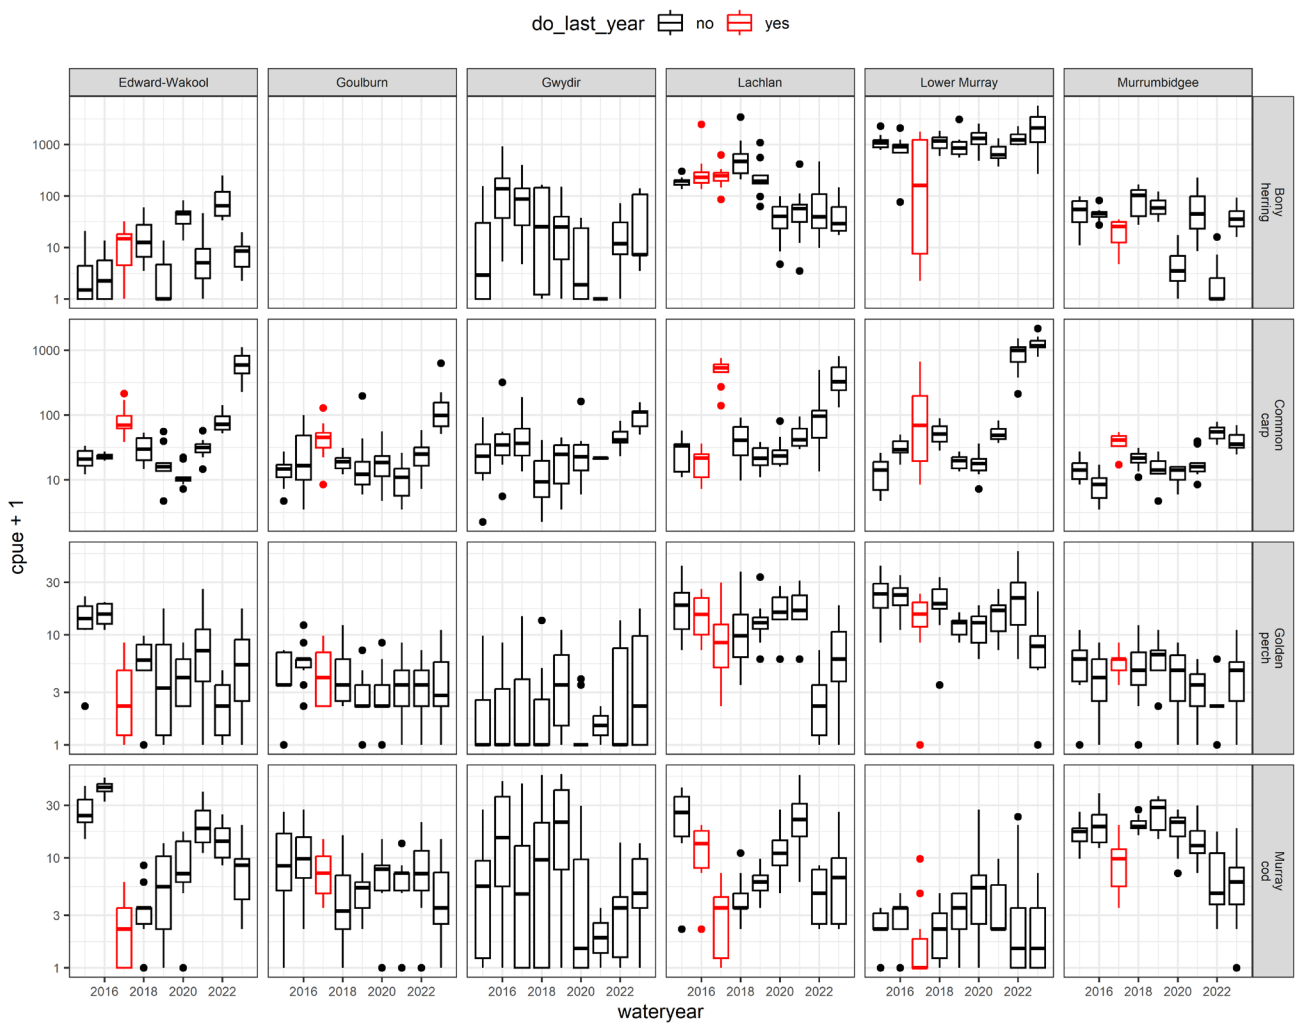 do_last_year no yes
Edward-Wakool Goulburn Gwydir Lachlan Lower Murray Murrumbidgee
1000
100
10
1
Bony
herring
1000
100
10
Common
carp
30
10
3
1
Golden
perch
30
10
3
1
Murray
cod
cpue + 1
2016 2018 2020 2022 2016 2018 2020 2022 2016 2018 2020 2022 2016 2018 2020 2022 2016 2018 2020 2022 2016 2018 2020 2022
wateryear